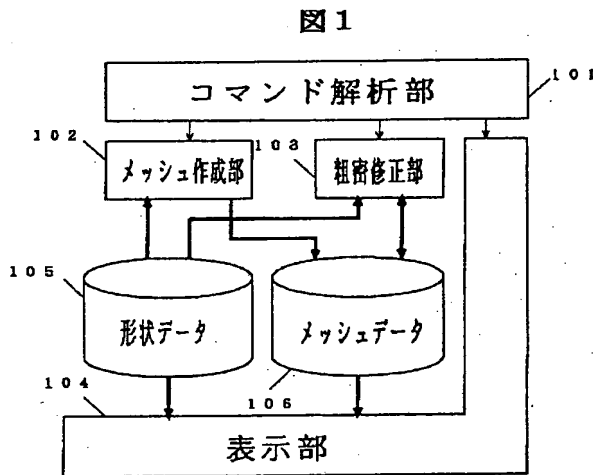 図1
コマンド解析部
101
102
メッシュ作成部
103
粗密修正部
105
形状データ
メッシュデータ
104
106
表示部